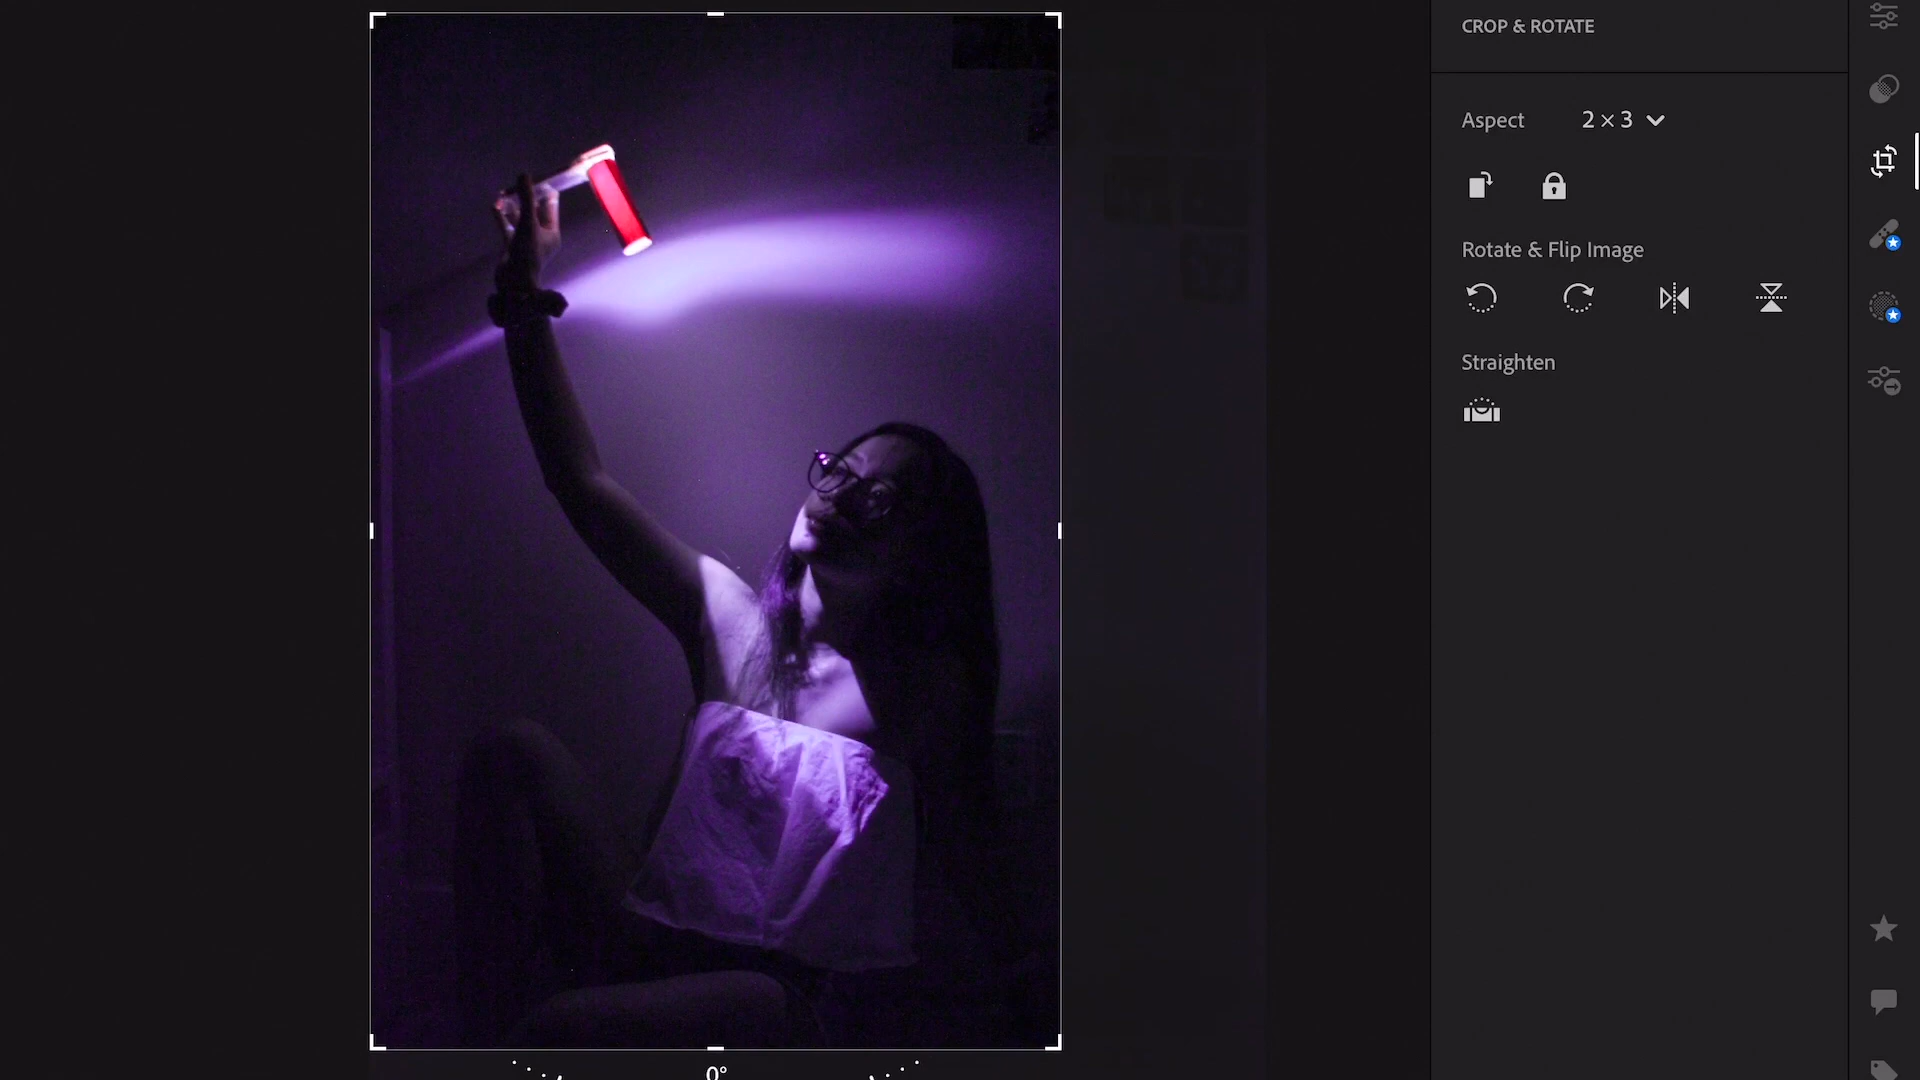 CROP & ROTATE
Aspect 2 × 3
Rotate & Flip Image
Straighten
0°